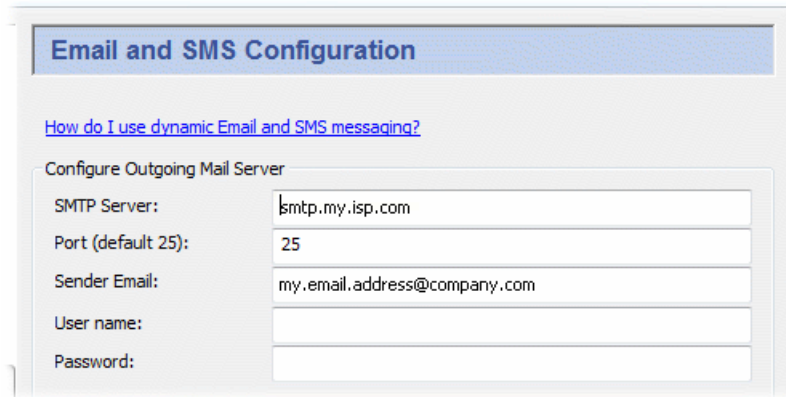 Email and SMS Configuration
How do I use dynamic Email and SMS messaging?
Configure Outgoing Mail Server
SMTP Server: smtp.my.isp.com
Port (default 25): 25
Sender Email: my.email.address@company.com
User name:
Password: